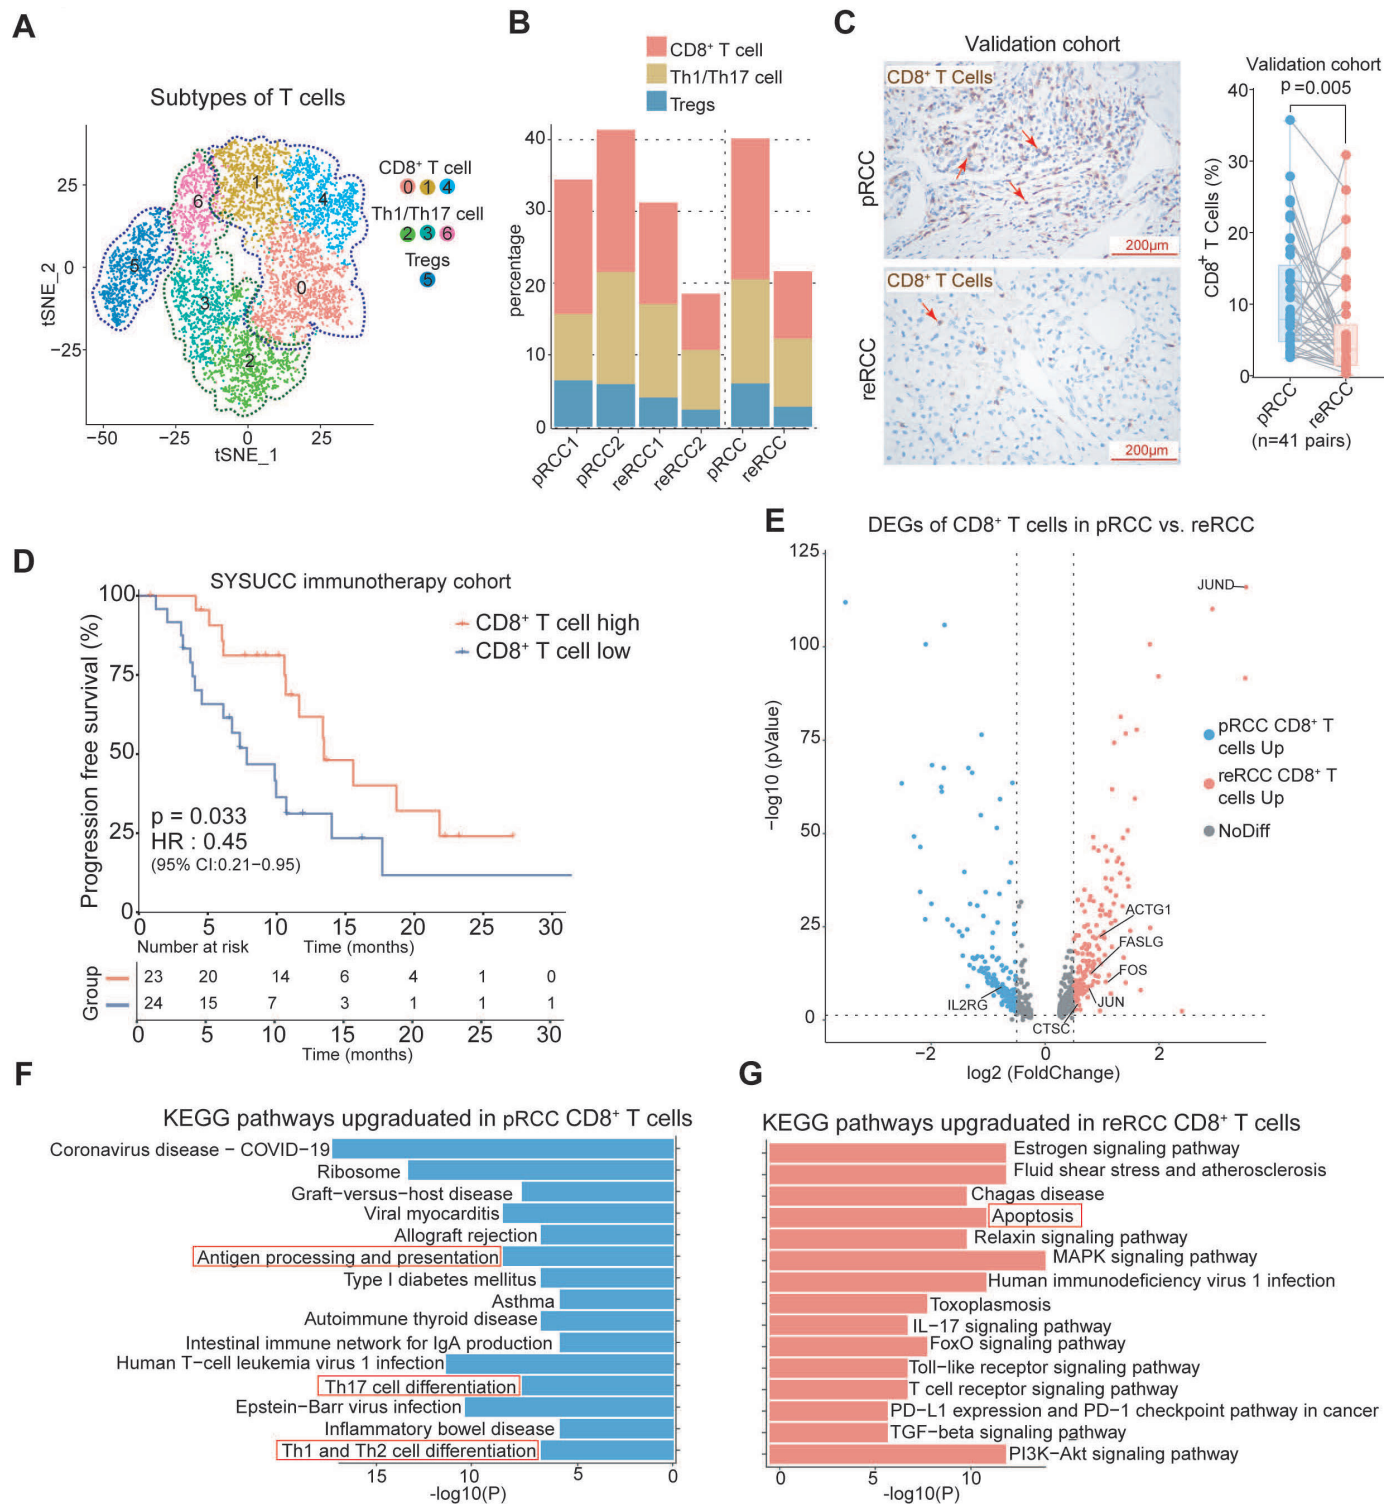 A
Subtypes of T cells
CD8⁺ T cell
0 1 4
Th1/Th17 cell
2 3 6
Tregs
5
1
4
6
5
0
3
2
25
0
−25
tSNE_2
−50 −25 0 25
tSNE_1
B
CD8⁺ T cell
Th1/Th17 cell
Tregs
percentage
40
30
20
10
0
pRCC1
pRCC2
reRCC1
reRCC2
pRCC
reRCC
C
Validation cohort
pRCC
CD8⁺ T Cells
200µm
reRCC
CD8⁺ T Cells
200µm
Validation cohort
p =0.005
CD8⁺ T Cells (%)
40
30
20
10
0
pRCC
reRCC
(n=41 pairs)
D
SYSUCC immunotherapy cohort
CD8⁺ T cell high
CD8⁺ T cell low
Progression free survival (%)
100
75
50
25
0
p = 0.033
HR : 0.45
(95% CI:0.21−0.95)
0 5 10 15 20 25 30
Number at risk
Time (months)
Group
23 20 14 6 4 1 0
24 15 7 3 1 1 1
0 5 10 15 20 25 30
Time (months)
E
DEGs of CD8⁺ T cells in pRCC vs. reRCC
−log10 (pValue)
125
100
75
50
25
0
JUND
pRCC CD8⁺ T
cells Up
reRCC CD8⁺ T
cells Up
NoDiff
ACTG1
FASLG
FOS
JUN
IL2RG
CTSC
−2 0 2
log2 (FoldChange)
F
KEGG pathways upgraduated in pRCC CD8⁺ T cells
Coronavirus disease − COVID−19
Ribosome
Graft−versus−host disease
Viral myocarditis
Allograft rejection
Antigen processing and presentation
Type I diabetes mellitus
Asthma
Autoimmune thyroid disease
Intestinal immune network for IgA production
Human T−cell leukemia virus 1 infection
Th17 cell differentiation
Epstein−Barr virus infection
Inflammatory bowel disease
Th1 and Th2 cell differentiation
15 10 5 0
-log10(P)
G
KEGG pathways upgraduated in reRCC CD8⁺ T cells
Estrogen signaling pathway
Fluid shear stress and atherosclerosis
Chagas disease
Apoptosis
Relaxin signaling pathway
MAPK signaling pathway
Human immunodeficiency virus 1 infection
Toxoplasmosis
IL−17 signaling pathway
FoxO signaling pathway
Toll−like receptor signaling pathway
T cell receptor signaling pathway
PD−L1 expression and PD−1 checkpoint pathway in cancer
TGF−beta signaling pathway
PI3K−Akt signaling pathway
0 5 10
-log10(P)